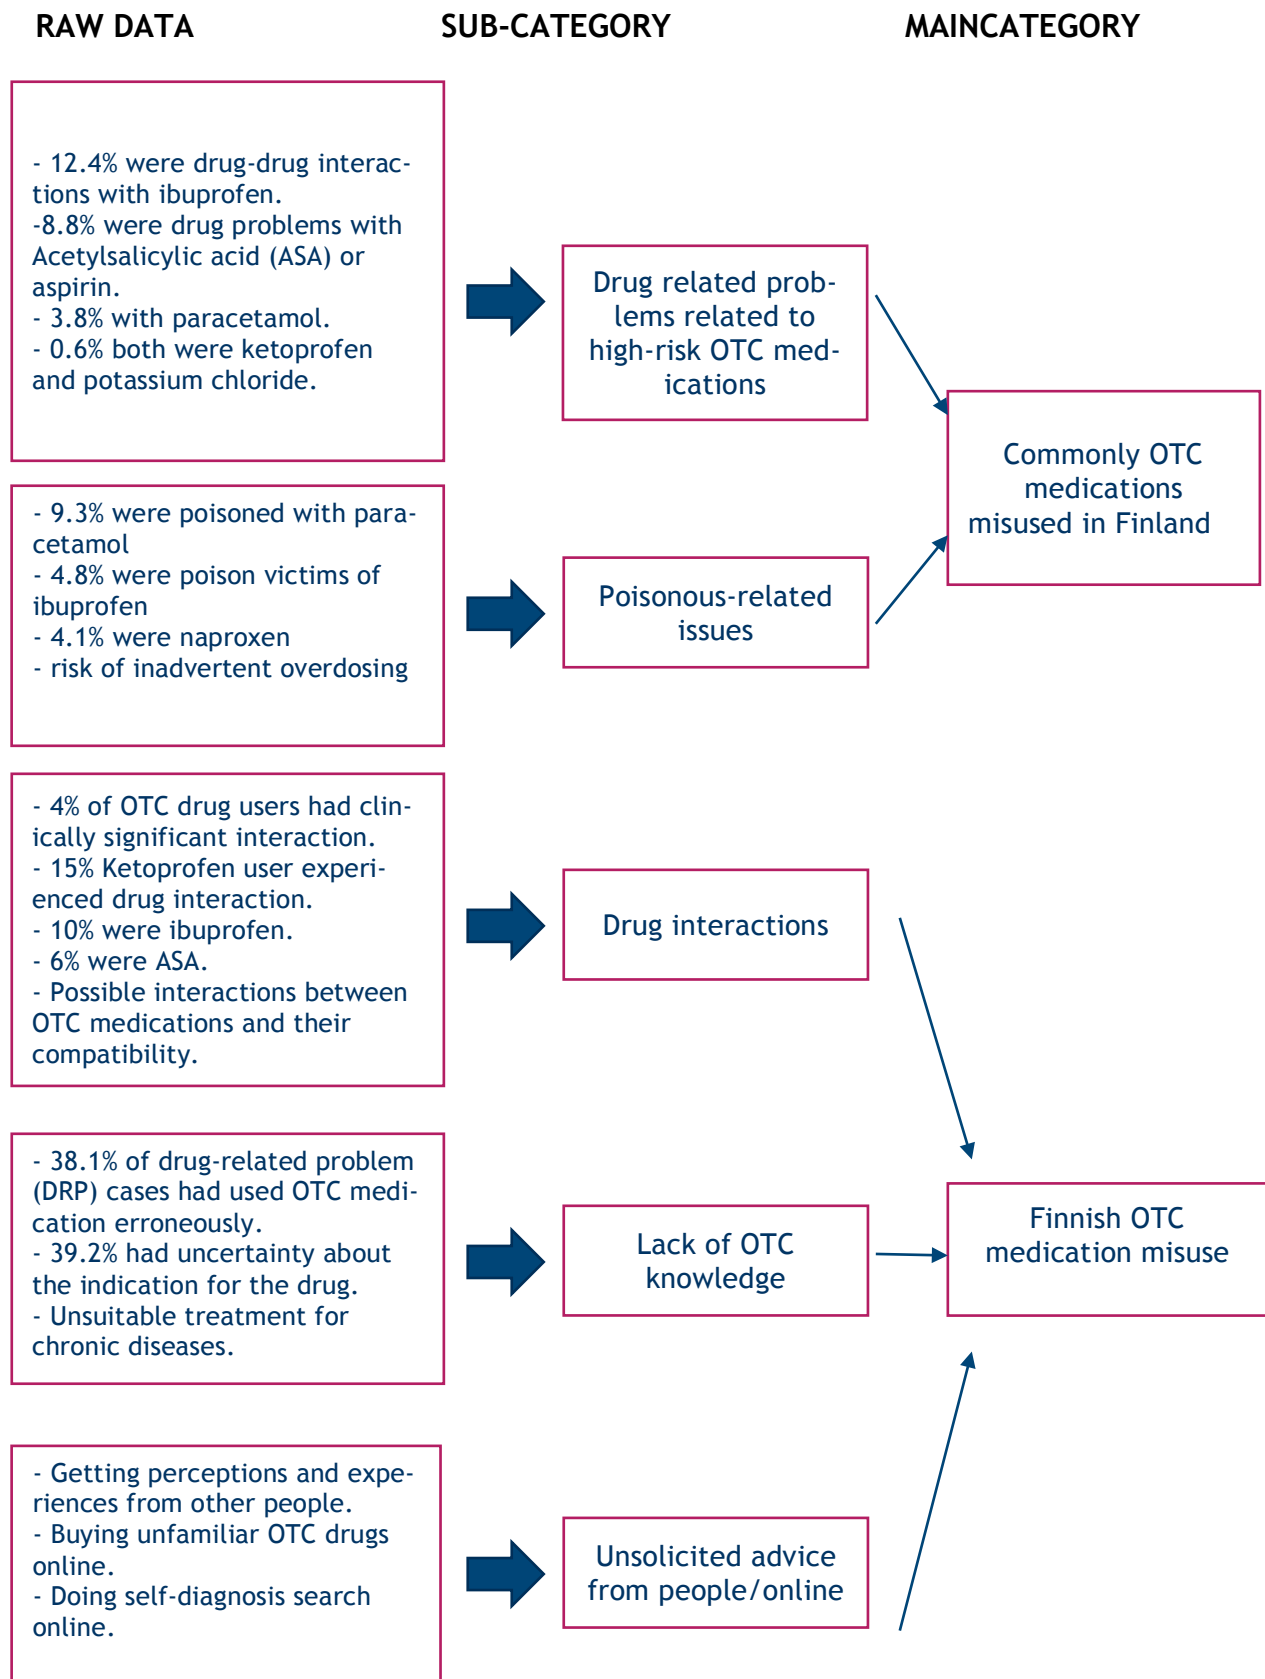 RAW DATA SUB-CATEGORY MAINCATEGORY
- 12.4% were drug-drug interac-
tions with ibuprofen.
-8.8% were drug problems with
Acetylsalicylic acid (ASA) or
aspirin.
- 3.8% with paracetamol.
- 0.6% both were ketoprofen
and potassium chloride.
Drug related prob-
lems related to
high-risk OTC med-
ications
Commonly OTC
medications
misused in Finland
- 9.3% were poisoned with para-
cetamol
- 4.8% were poison victims of
ibuprofen
- 4.1% were naproxen
- risk of inadvertent overdosing
Poisonous-related
issues
- 4% of OTC drug users had clin-
ically significant interaction.
- 15% Ketoprofen user experi-
enced drug interaction.
- 10% were ibuprofen.
- 6% were ASA.
- Possible interactions between
OTC medications and their
compatibility.
Drug interactions
- 38.1% of drug-related problem
(DRP) cases had used OTC medi-
cation erroneously.
- 39.2% had uncertainty about
the indication for the drug.
- Unsuitable treatment for
chronic diseases.
Lack of OTC
knowledge
Finnish OTC
medication misuse
- Getting perceptions and expe-
riences from other people.
- Buying unfamiliar OTC drugs
online.
- Doing self-diagnosis search
online.
Unsolicited advice
from people/online